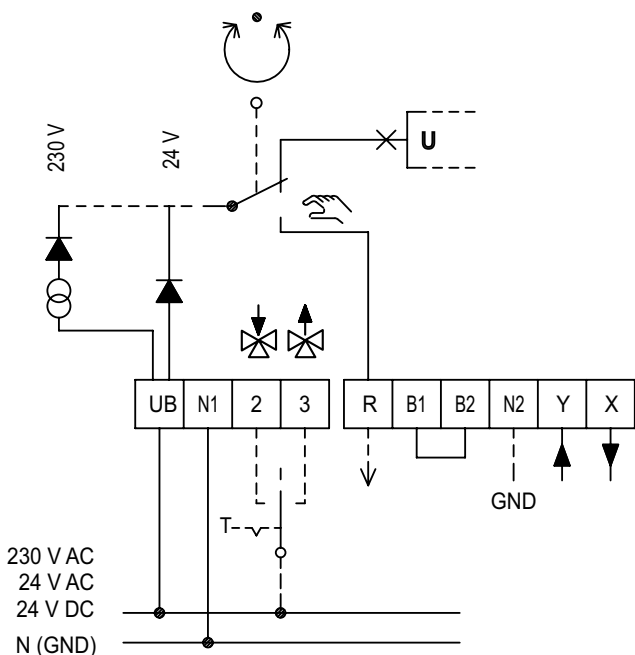 230 V
24 V
U
UB N1 2 3 R B1 B2 N2 Y X
GND
T
230 V AC
24 V AC
24 V DC
N (GND)